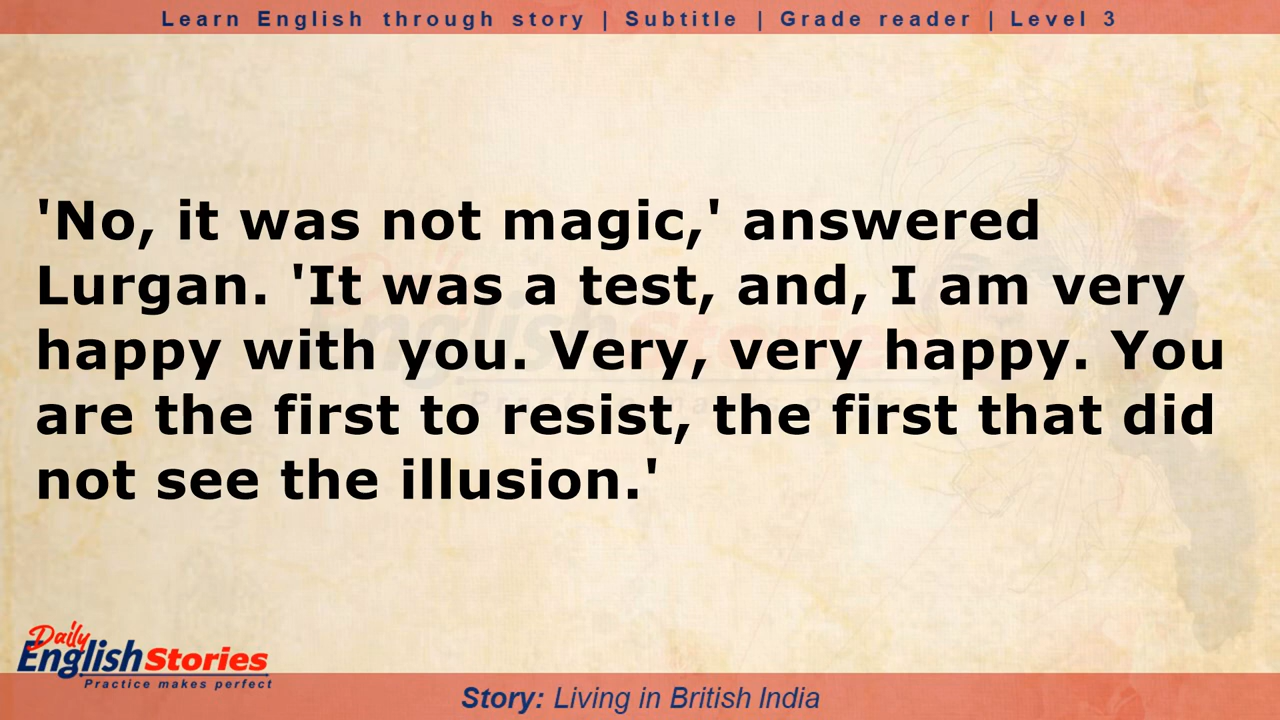 Learn English through story | Subtitle | Grade reader | Level 3
'No, it was not magic,' answered
Lurgan. 'It was a test, and, I am very
happy with you. Very, very happy. You
are the first to resist, the first that did
not see the illusion.'
Daily
English Stories
Practice makes perfect
Story: Living in British India